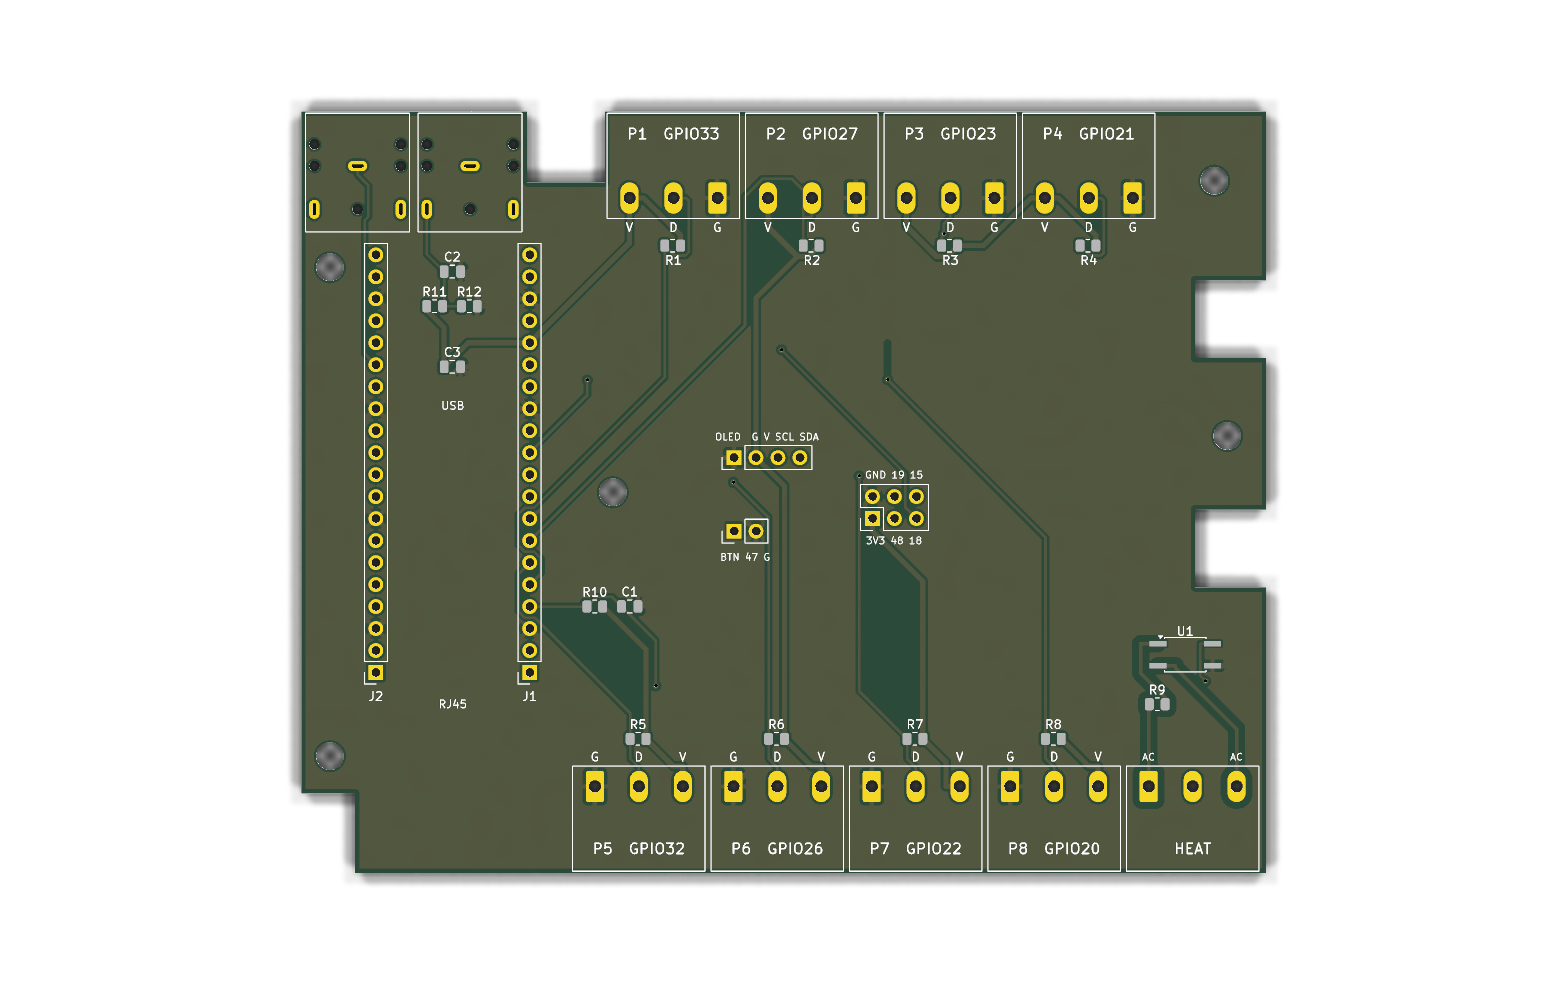 P1 GPIO33
P2 GPIO27
P3 GPIO23
P4 GPIO21
V D G
V D G
V D G
V D G
R1
R2
R3
R4
C2
R11
R12
C3
USB
OLED G V SCL SDA
GND 19 15
3V3 48 18
BTN 47 G
R10
C1
U1
J2
J1
R9
RJ45
R5
R6
R7
R8
G D V
G D V
G D V
G D V
AC
AC
P5 GPIO32
P6 GPIO26
P7 GPIO22
P8 GPIO20
HEAT